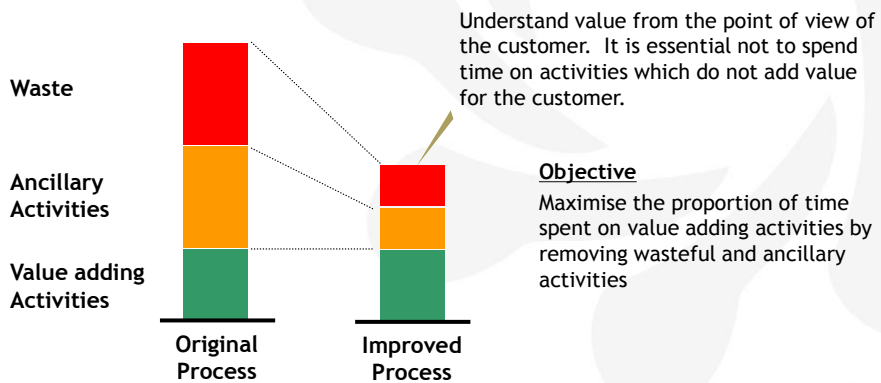 Understand value from the point of view of
the customer.  It is essential not to spend
time on activities which do not add value
for the customer.
Waste
Ancillary
Activities
Value adding
Activities
Objective
Maximise the proportion of time
spent on value adding activities by
removing wasteful and ancillary
activities
Original
Process
Improved
Process